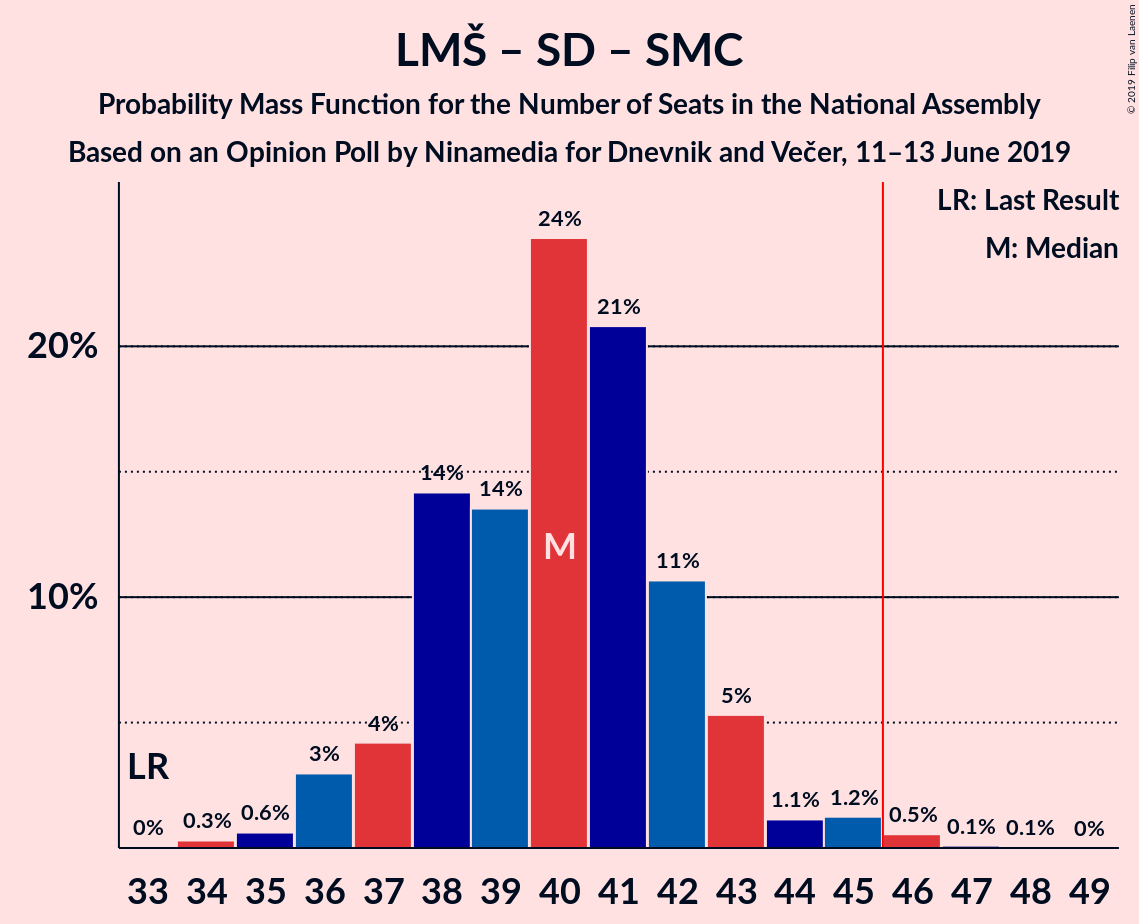 LMŠ – SD – SMC
Probability Mass Function for the Number of Seats in the National Assembly
Based on an Opinion Poll by Ninamedia for Dnevnik and Večer, 11–13 June 2019
© 2019 Filip van Laenen
LR: Last Result
M: Median
20%
10%
LR
M
0%
0.3%
0.6%
3%
4%
14%
14%
24%
21%
11%
5%
1.1%
1.2%
0.5%
0.1%
0.1%
0%
33 34 35 36 37 38 39 40 41 42 43 44 45 46 47 48 49